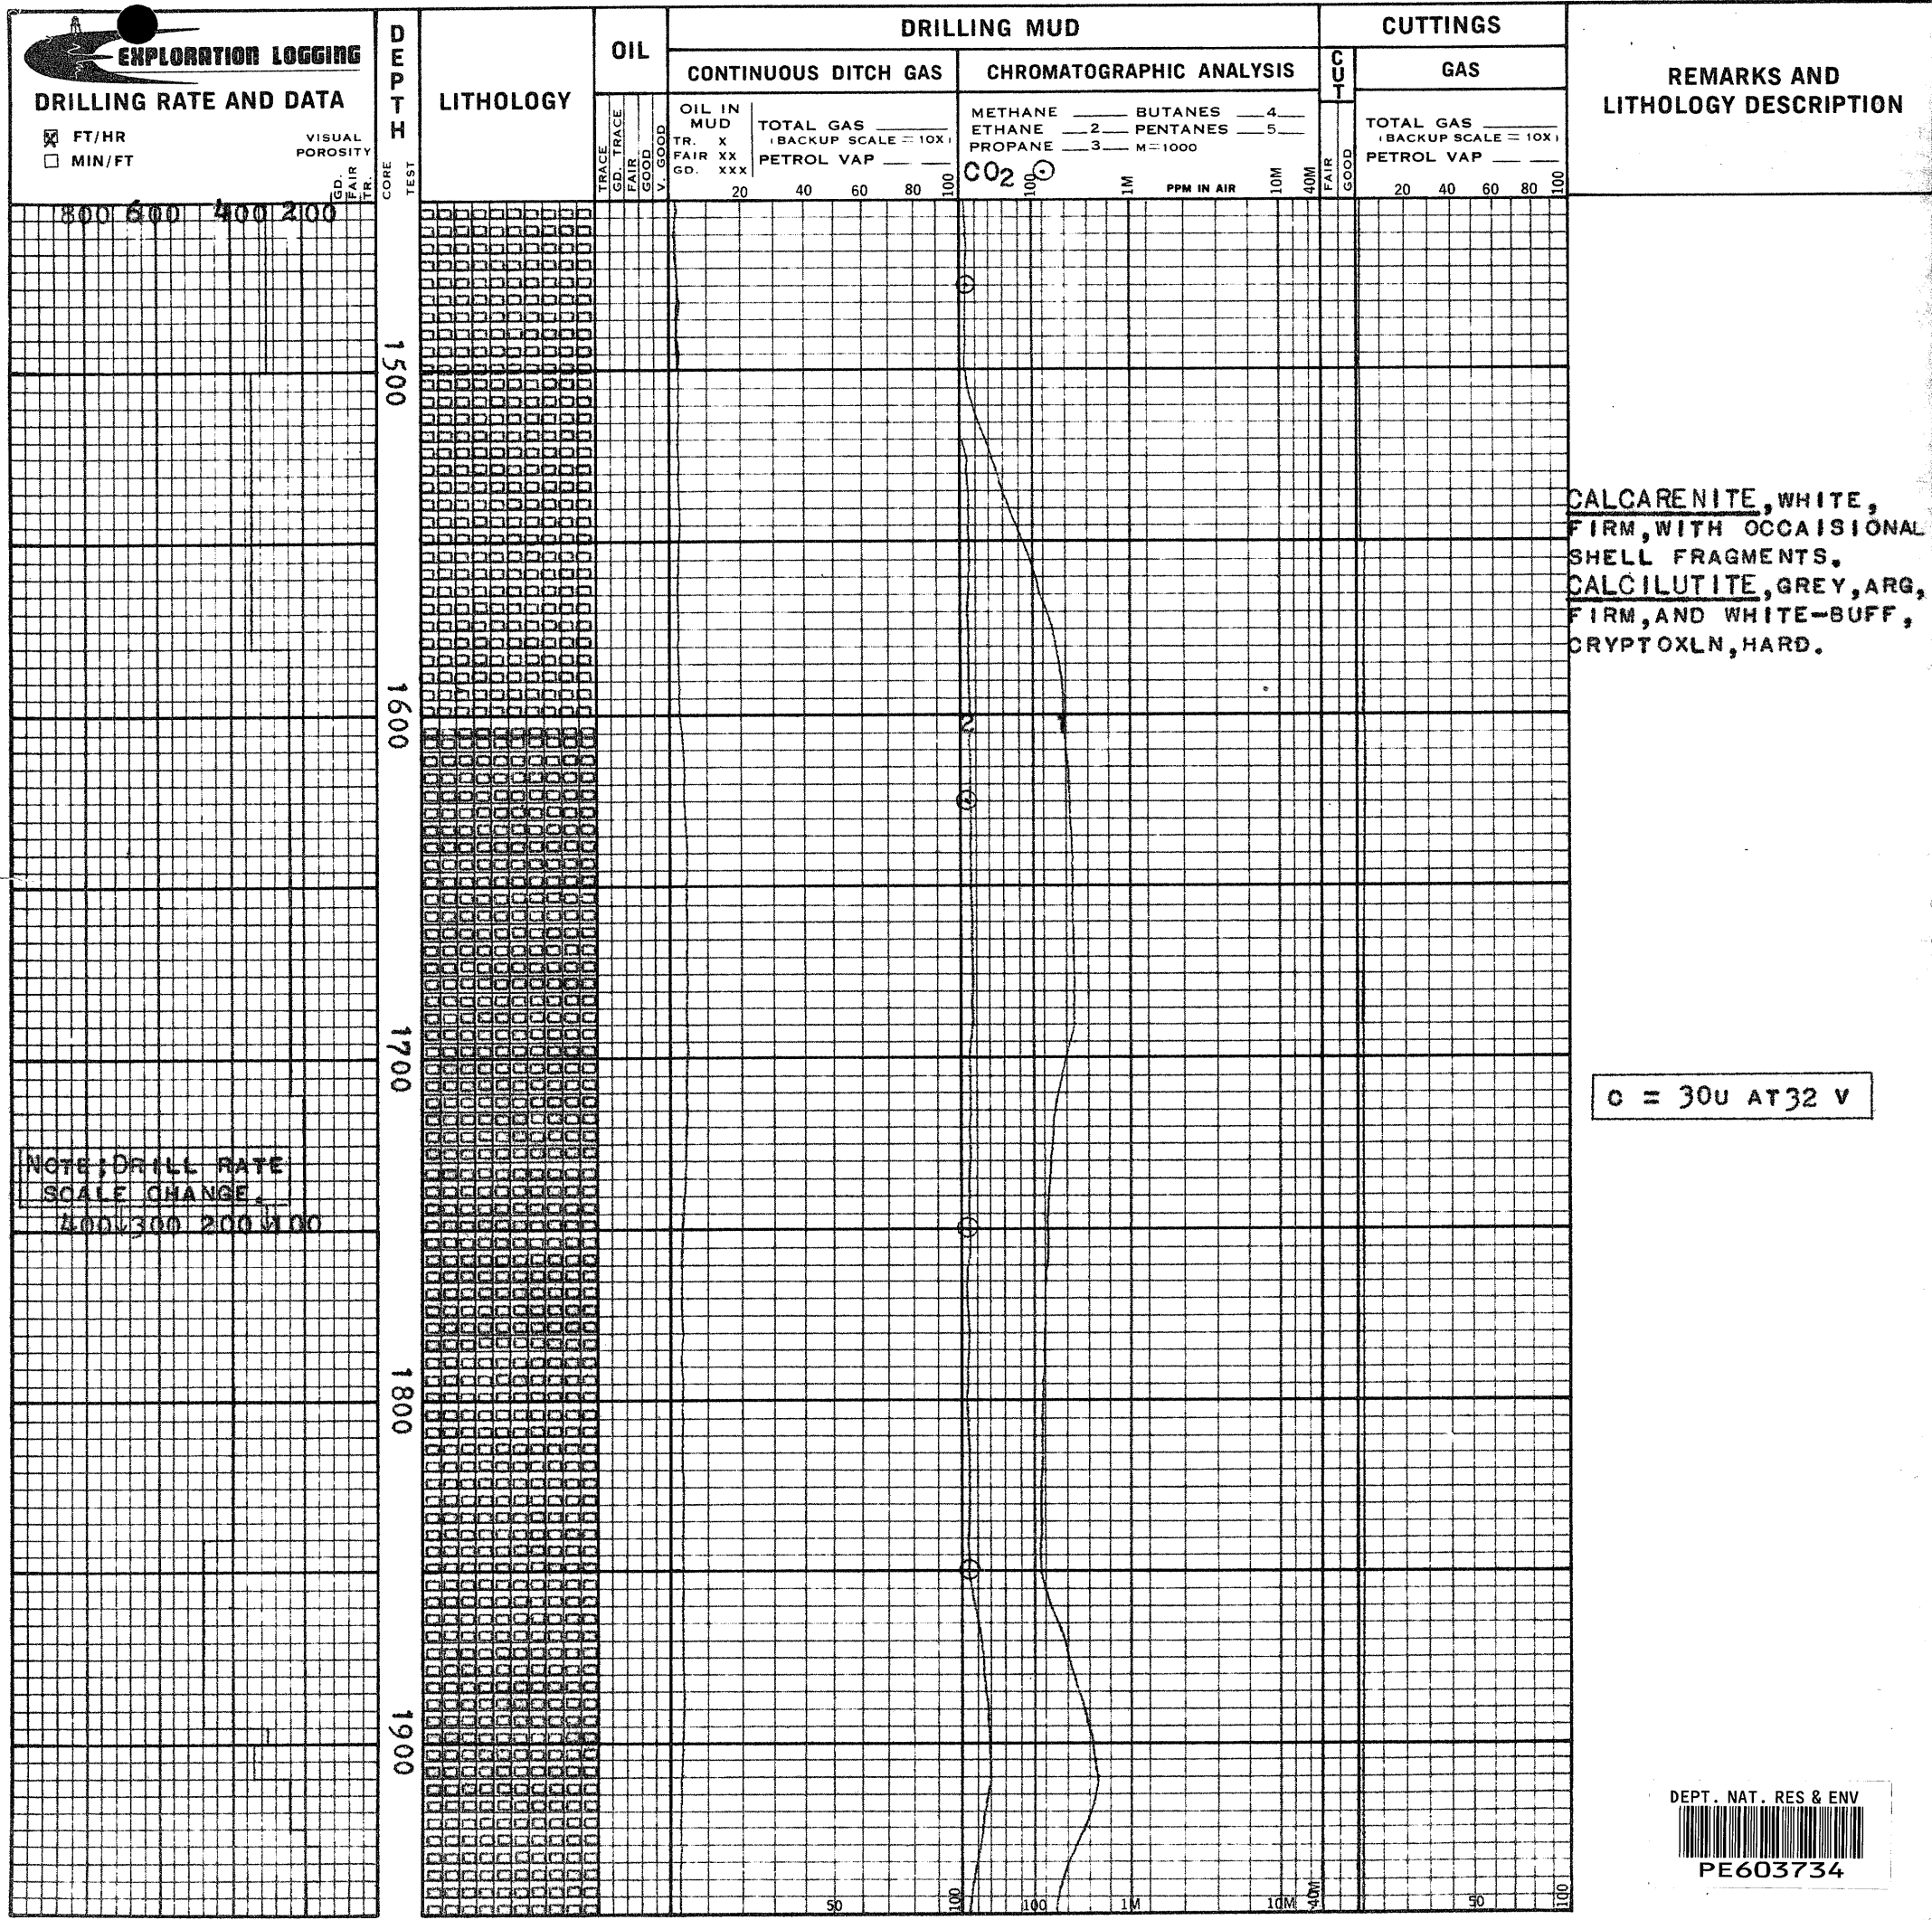 EXPLORATION LOGGING
DRILLING RATE AND DATA
FT/HR
MIN/FT
VISUAL
POROSITY
GD.
FAIR
TR.
DEPTH
CORE
TEST
LITHOLOGY
OIL
TRACE
GD. TRACE
FAIR
GOOD
V. GOOD
DRILLING MUD
CONTINUOUS DITCH GAS
OIL IN
MUD
TR. X
FAIR XX
GD. XXX
TOTAL GAS
(BACKUP SCALE = 10X)
PETROL VAP
20 40 60 80 100
CHROMATOGRAPHIC ANALYSIS
METHANE BUTANES 4
ETHANE 2 PENTANES 5
PROPANE 3 M=1000
CO2
100 1M PPM IN AIR 10M 40M
CUTTINGS
CUT
FAIR
GOOD
GAS
TOTAL GAS
(BACKUP SCALE = 10X)
PETROL VAP
20 40 60 80 100
REMARKS AND
LITHOLOGY DESCRIPTION
800 600 400 200
1500
CALCARENITE, WHITE,
FIRM, WITH OCCAISIONAL
SHELL FRAGMENTS.
CALCILUTITE, GREY, ARG,
FIRM, AND WHITE-BUFF,
CRYPTOXLN, HARD.
1600
2 1
1700
C = 30U AT 32 V
NOTE: DRILL RATE
SCALE CHANGE.
400 300 200 100
1800
1900
DEPT. NAT. RES & ENV
PE603734
50 100 100 1M 10M 40M 50 100